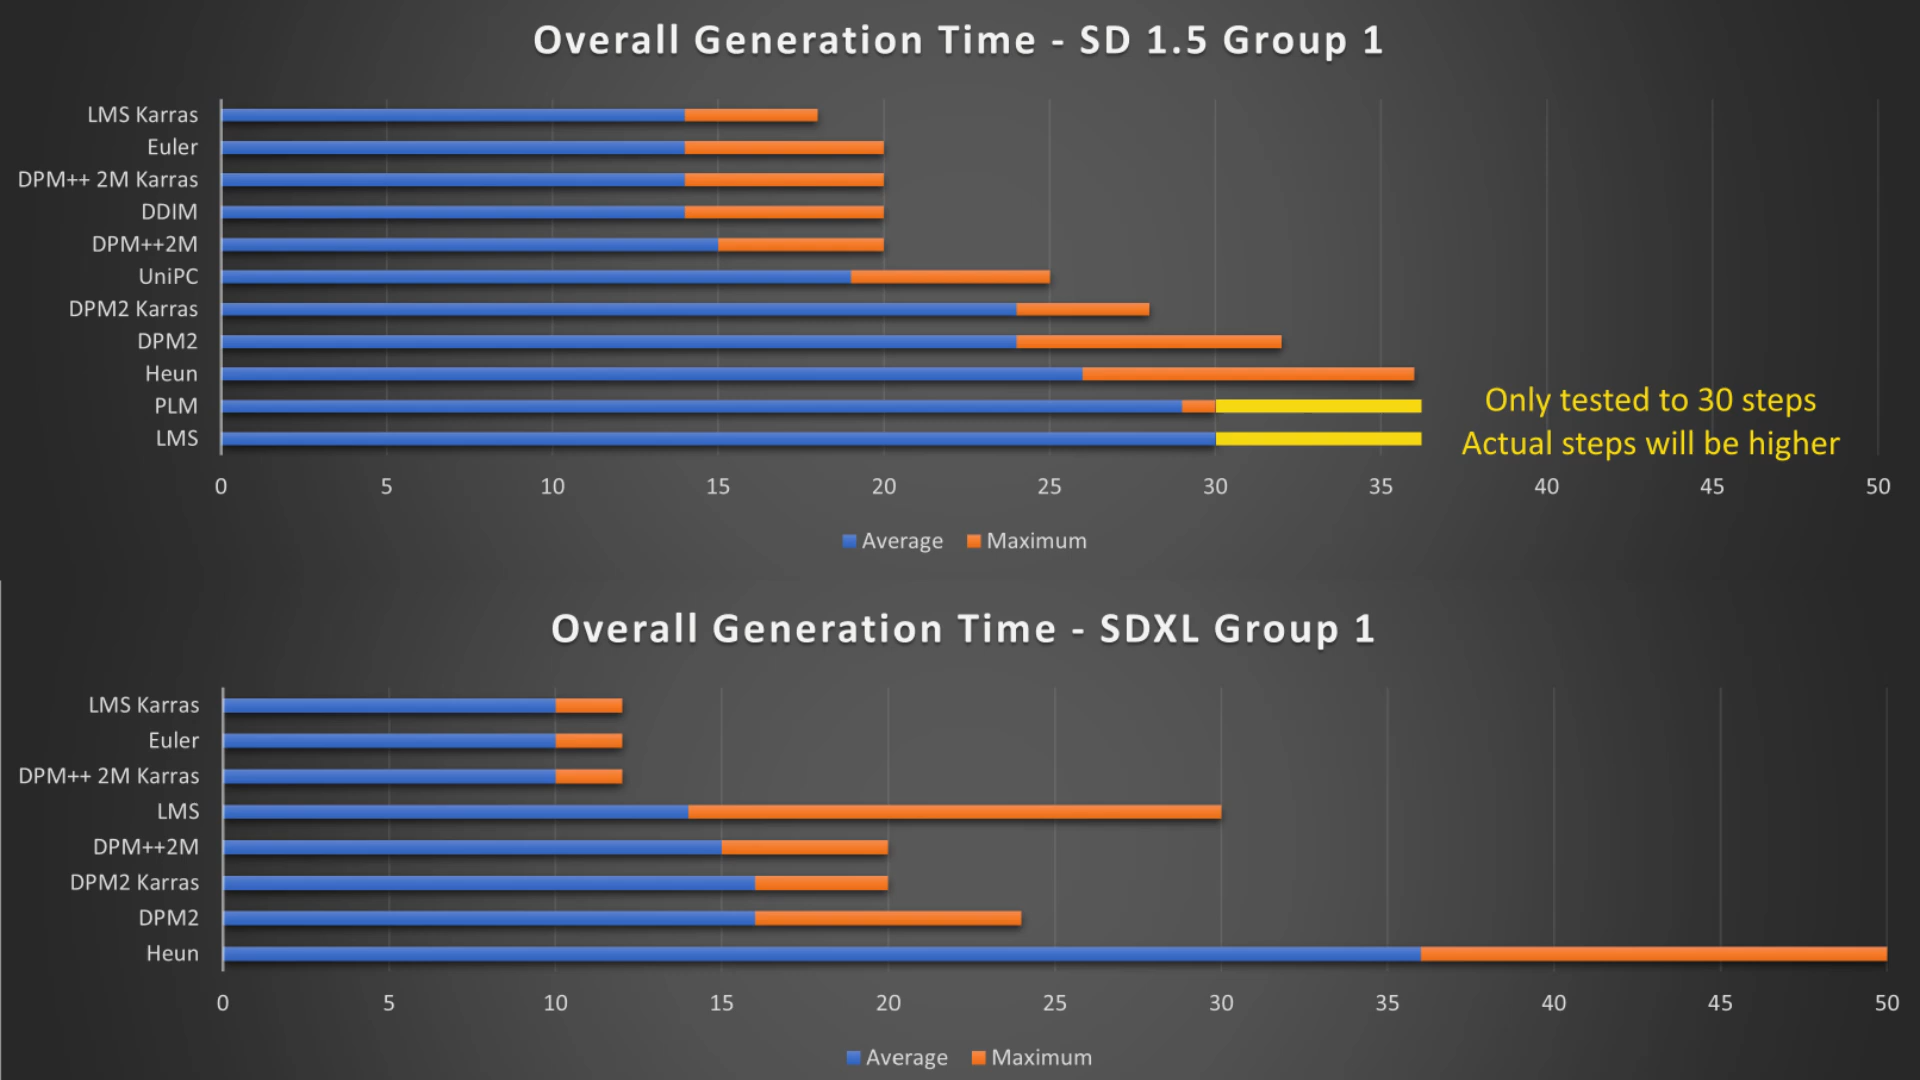 Overall Generation Time - SD 1.5 Group 1
LMS Karras
Euler
DPM++ 2M Karras
DDIM
DPM++2M
UniPC
DPM2 Karras
DPM2
Heun
PLM
LMS
Only tested to 30 steps
Actual steps will be higher
0 5 10 15 20 25 30 35 40 45 50
Average Maximum
Overall Generation Time - SDXL Group 1
LMS Karras
Euler
DPM++ 2M Karras
LMS
DPM++2M
DPM2 Karras
DPM2
Heun
0 5 10 15 20 25 30 35 40 45 50
Average Maximum